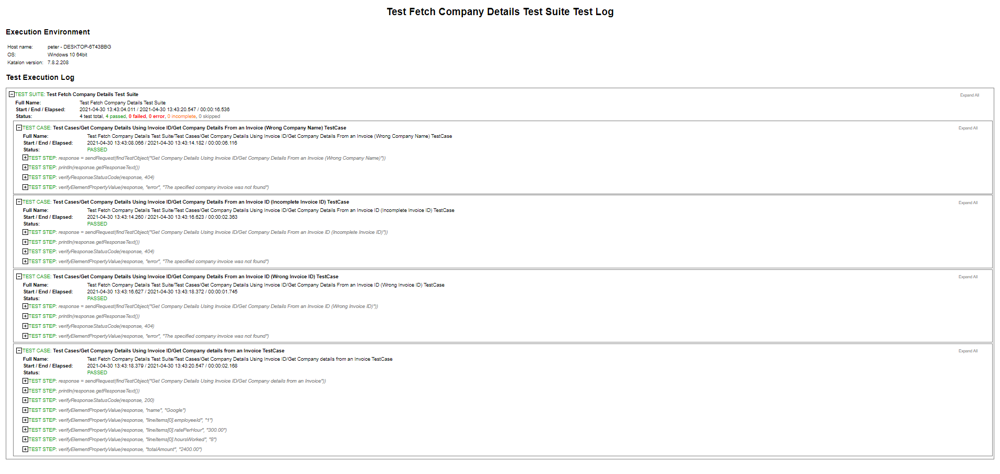 Test Fetch Company Details Test Suite Test Log
Execution Environment
Host name: peter - DESKTOP-6T43BBG
OS: Windows 10 64bit
Katalon version: 7.8.2.208
Test Execution Log
TEST SUITE: Test Fetch Company Details Test Suite Expand All
Full Name: Test Fetch Company Details Test Suite
Start / End / Elapsed: 2021-04-30 13:43:04.011 / 2021-04-30 13:43:20.547 / 00:00:16.536
Status: 4 test total, 4 passed, 0 failed, 0 error, 0 incomplete, 0 skipped
TEST CASE: Test Cases/Get Company Details Using Invoice ID/Get Company Details From an Invoice (Wrong Company Name) TestCase Expand All
Full Name: Test Fetch Company Details Test Suite/Test Cases/Get Company Details Using Invoice ID/Get Company Details From an Invoice (Wrong Company Name) TestCase
Start / End / Elapsed: 2021-04-30 13:43:08.066 / 2021-04-30 13:43:14.182 / 00:00:06.116
Status: PASSED
TEST STEP: response = sendRequest(findTestObject("Get Company Details Using Invoice ID/Get Company Details From an Invoice (Wrong Company Name)"))
TEST STEP: println(response.getResponseText())
TEST STEP: verifyResponseStatusCode(response, 404)
TEST STEP: verifyElementPropertyValue(response, "error", "The specified company invoice was not found")
TEST CASE: Test Cases/Get Company Details Using Invoice ID/Get Company Details From an Invoice ID (Incomplete Invoice ID) TestCase Expand All
Full Name: Test Fetch Company Details Test Suite/Test Cases/Get Company Details Using Invoice ID/Get Company Details From an Invoice ID (Incomplete Invoice ID) TestCase
Start / End / Elapsed: 2021-04-30 13:43:14.260 / 2021-04-30 13:43:16.623 / 00:00:02.363
Status: PASSED
TEST STEP: response = sendRequest(findTestObject("Get Company Details Using Invoice ID/Get Company Details From an Invoice ID (Incomplete Invoice ID)"))
TEST STEP: println(response.getResponseText())
TEST STEP: verifyResponseStatusCode(response, 404)
TEST STEP: verifyElementPropertyValue(response, "error", "The specified company invoice was not found")
TEST CASE: Test Cases/Get Company Details Using Invoice ID/Get Company Details From an Invoice ID (Wrong Invoice ID) TestCase Expand All
Full Name: Test Fetch Company Details Test Suite/Test Cases/Get Company Details Using Invoice ID/Get Company Details From an Invoice ID (Wrong Invoice ID) TestCase
Start / End / Elapsed: 2021-04-30 13:43:16.627 / 2021-04-30 13:43:18.372 / 00:00:01.745
Status: PASSED
TEST STEP: response = sendRequest(findTestObject("Get Company Details Using Invoice ID/Get Company Details From an Invoice ID (Wrong Invoice ID)"))
TEST STEP: println(response.getResponseText())
TEST STEP: verifyResponseStatusCode(response, 404)
TEST STEP: verifyElementPropertyValue(response, "error", "The specified company invoice was not found")
TEST CASE: Test Cases/Get Company Details Using Invoice ID/Get Company details from an Invoice TestCase Expand All
Full Name: Test Fetch Company Details Test Suite/Test Cases/Get Company Details Using Invoice ID/Get Company details from an Invoice TestCase
Start / End / Elapsed: 2021-04-30 13:43:18.379 / 2021-04-30 13:43:20.547 / 00:00:02.168
Status: PASSED
TEST STEP: response = sendRequest(findTestObject("Get Company Details Using Invoice ID/Get Company details from an Invoice"))
TEST STEP: println(response.getResponseText())
TEST STEP: verifyResponseStatusCode(response, 200)
TEST STEP: verifyElementPropertyValue(response, "name", "Google")
TEST STEP: verifyElementPropertyValue(response, "lineItems[0].employeeId", "1")
TEST STEP: verifyElementPropertyValue(response, "lineItems[0].ratePerHour", "300.00")
TEST STEP: verifyElementPropertyValue(response, "lineItems[0].hoursWorked", "8")
TEST STEP: verifyElementPropertyValue(response, "totalAmount", "2400.00")